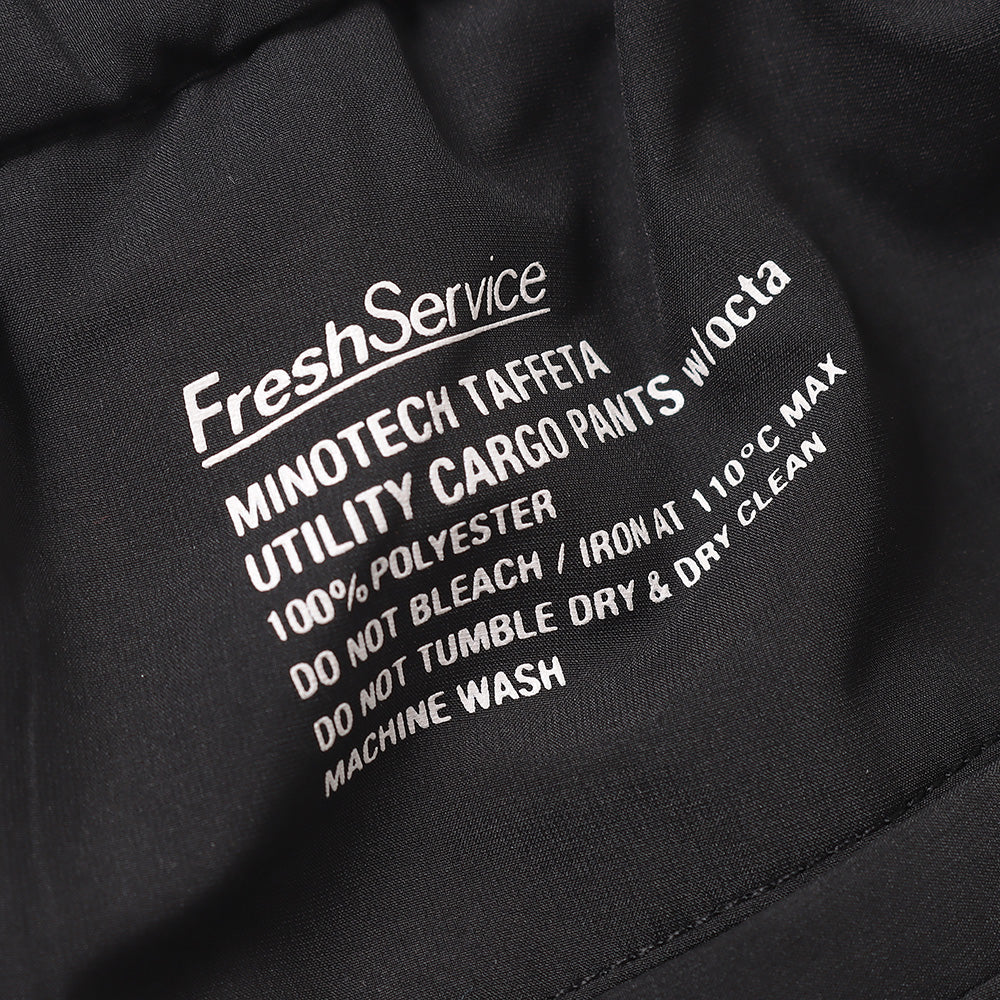 FreshService
MINOTECH TAFFETA
UTILITY CARGO PANTS w/octa
100% POLYESTER
DO NOT BLEACH / IRON AT 110°C MAX
DO NOT TUMBLE DRY & DRY CLEAN
MACHINE WASH